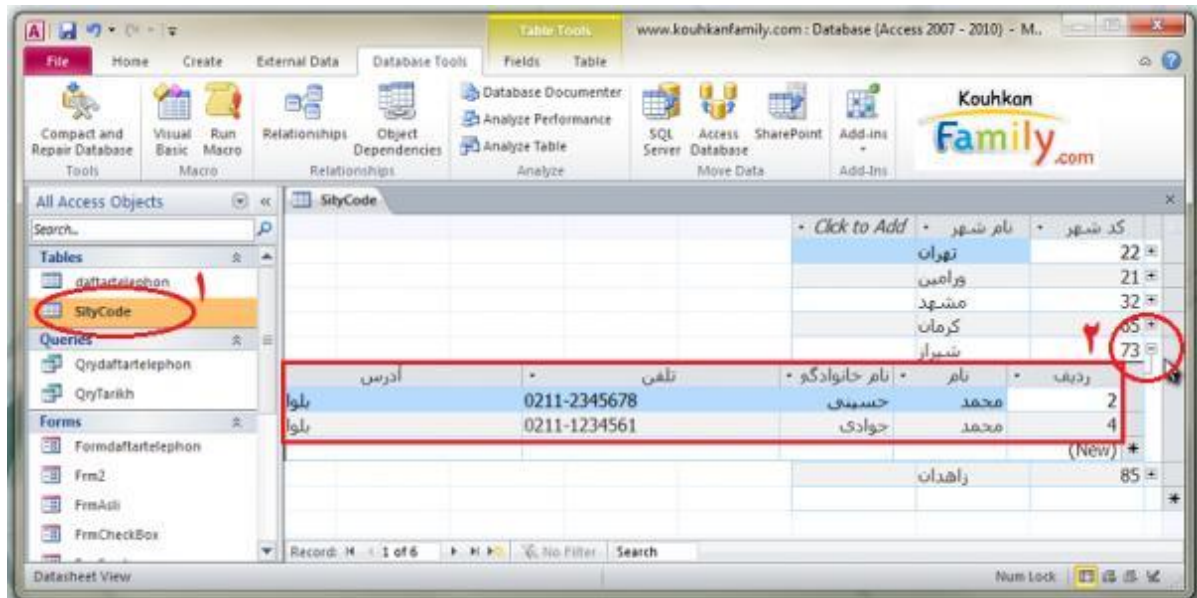 Table Tools
www.kouhkanfamily.com : Database (Access 2007 - 2010) - M..
File Home Create External Data Database Tools Fields Table
Compact and Repair Database
Visual Basic
Run Macro
Relationships
Object Dependencies
Database Documenter
Analyze Performance
Analyze Table
SQL Server
Access Database
SharePoint
Add-ins
Kouhkan
Family.com
Tools Macro Relationships Analyze Move Data Add-Ins
All Access Objects
SityCode
Search..
Tables
daftartelephon
SityCode
۱
Queries
Qrydaftartelephon
QryTarikh
Forms
Formdaftartelephon
Frm2
FrmAsli
FrmCheckBox
کد شهر نام شهر Click to Add
22 تهران
21 ورامین
32 مشهد
65 کرمان
۲
73 شیراز
ردیف نام نام خانوادگو تلفن آدرس
2 محمد حسینی 0211-2345678 بلوا
4 محمد جوادی 0211-1234561 بلوا
(New)
85 زاهدان
Record: 1 of 6 No Filter Search
Datasheet View Num Lock